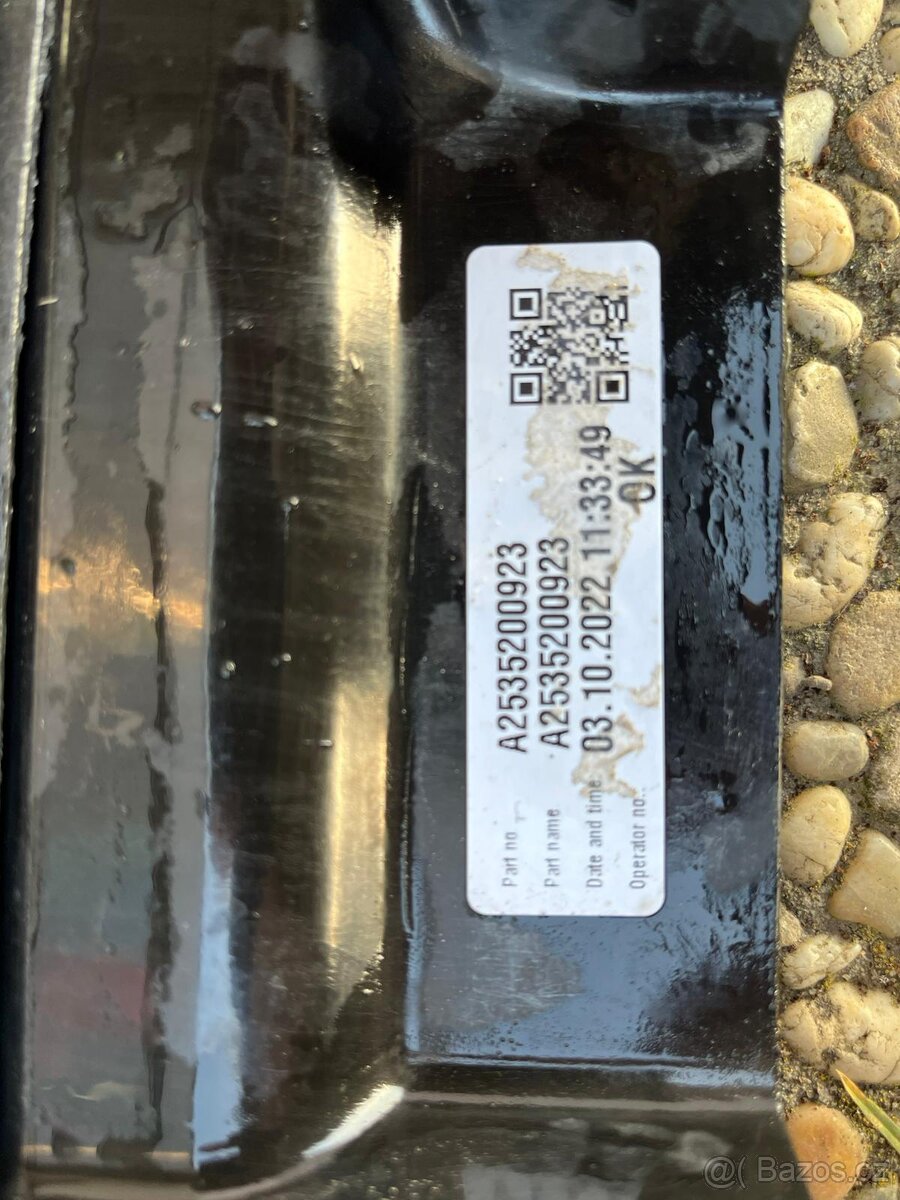 Part no A2535200923
Part name A2535200923
Date and time 03.10.2022 11:33:49
Operator no. OK
@( Bazos.cz